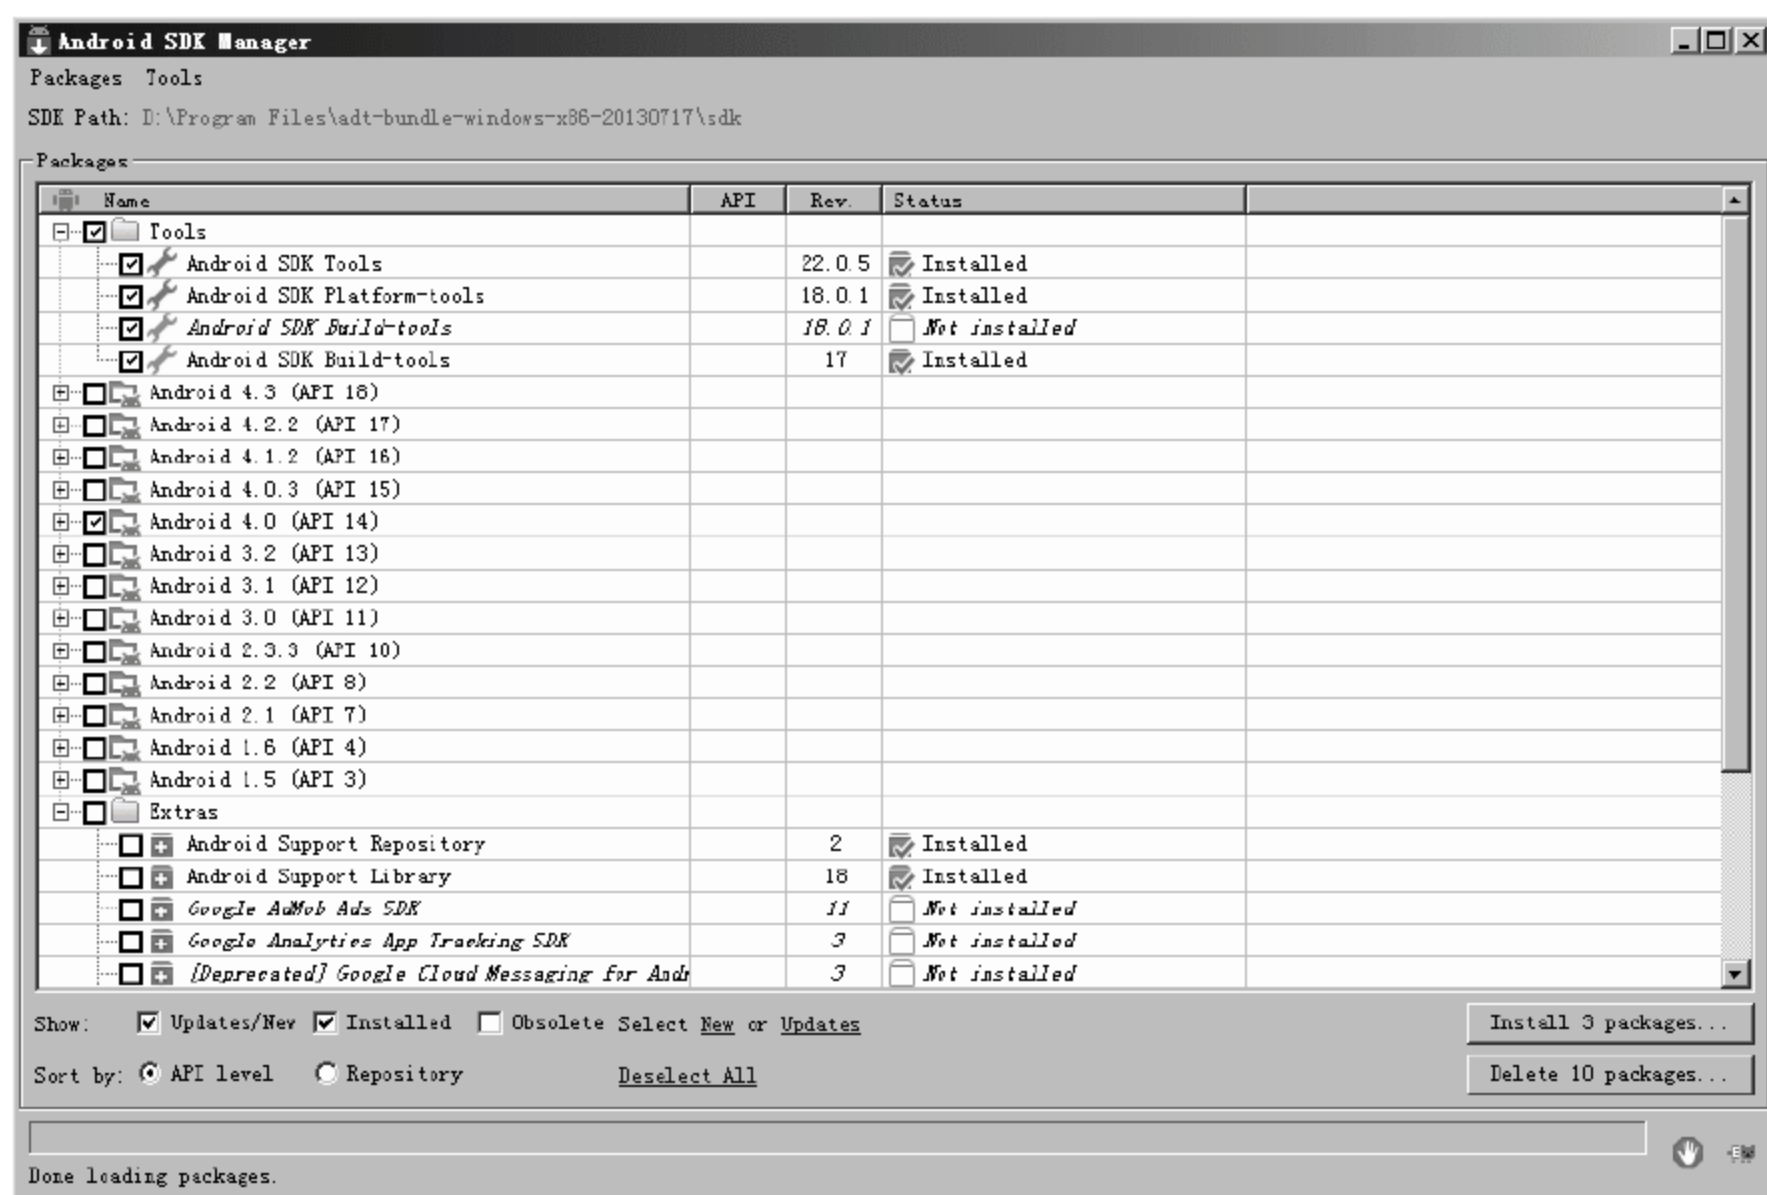 Android SDK Manager
Packages Tools
SDK Path: D:\Program Files\adt-bundle-windows-x86-20130717\sdk
Packages
Name API Rev. Status
Tools
Android SDK Tools 22.0.5 Installed
Android SDK Platform-tools 18.0.1 Installed
Android SDK Build-tools 18.0.1 Not installed
Android SDK Build-tools 17 Installed
Android 4.3 (API 18)
Android 4.2.2 (API 17)
Android 4.1.2 (API 16)
Android 4.0.3 (API 15)
Android 4.0 (API 14)
Android 3.2 (API 13)
Android 3.1 (API 12)
Android 3.0 (API 11)
Android 2.3.3 (API 10)
Android 2.2 (API 8)
Android 2.1 (API 7)
Android 1.6 (API 4)
Android 1.5 (API 3)
Extras
Android Support Repository 2 Installed
Android Support Library 18 Installed
Google AdMob Ads SDK 11 Not installed
Google Analytics App Tracking SDK 3 Not installed
[Deprecated] Google Cloud Messaging for Andr 3 Not installed
Show: Updates/New Installed Obsolete Select New or Updates Install 3 packages...
Sort by: API level Repository Deselect All Delete 10 packages...
Done loading packages.